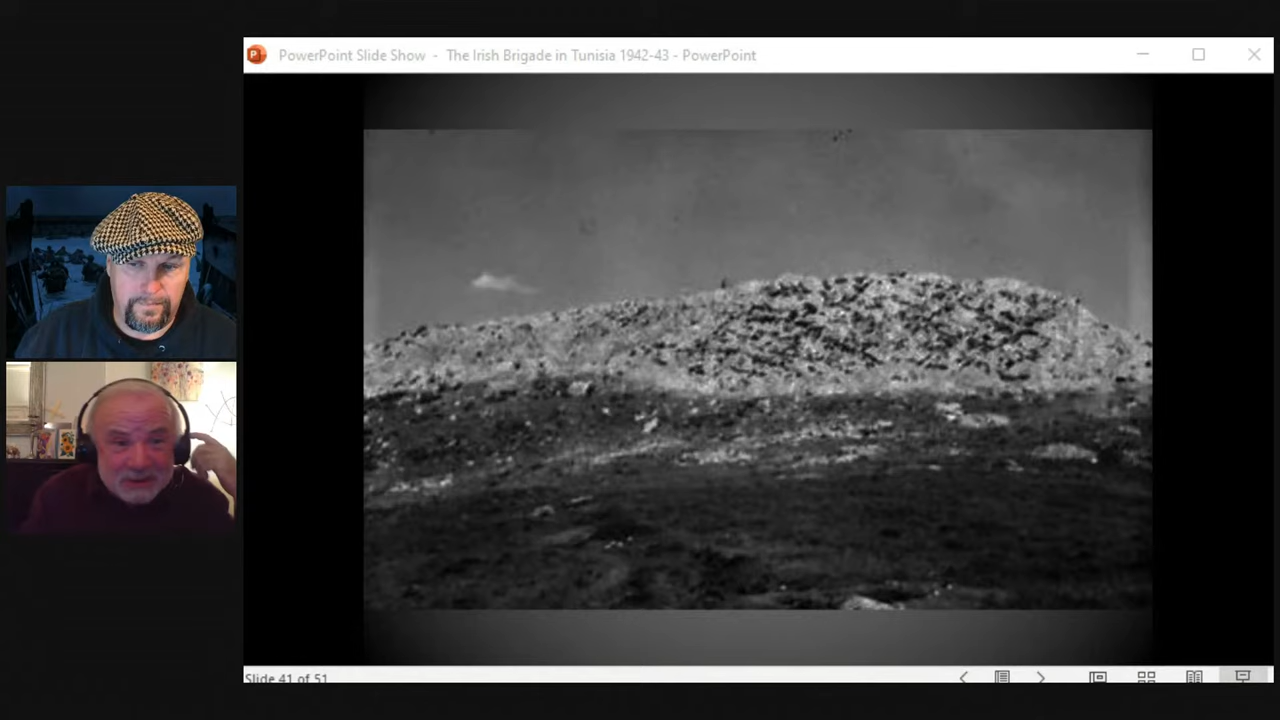 PowerPoint Slide Show - The Irish Brigade in Tunisia 1942-43 - PowerPoint
Slide 41 of 51